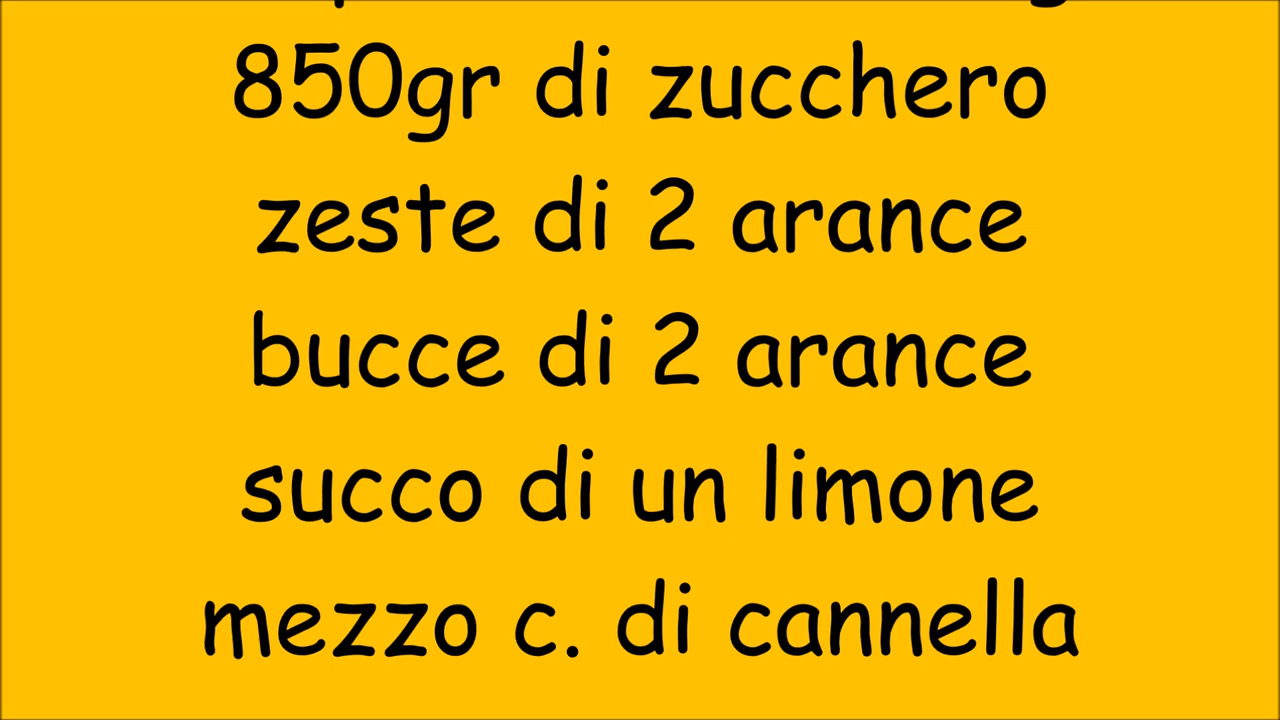 850gr di zucchero
zeste di 2 arance
bucce di 2 arance
succo di un limone
mezzo c. di cannella